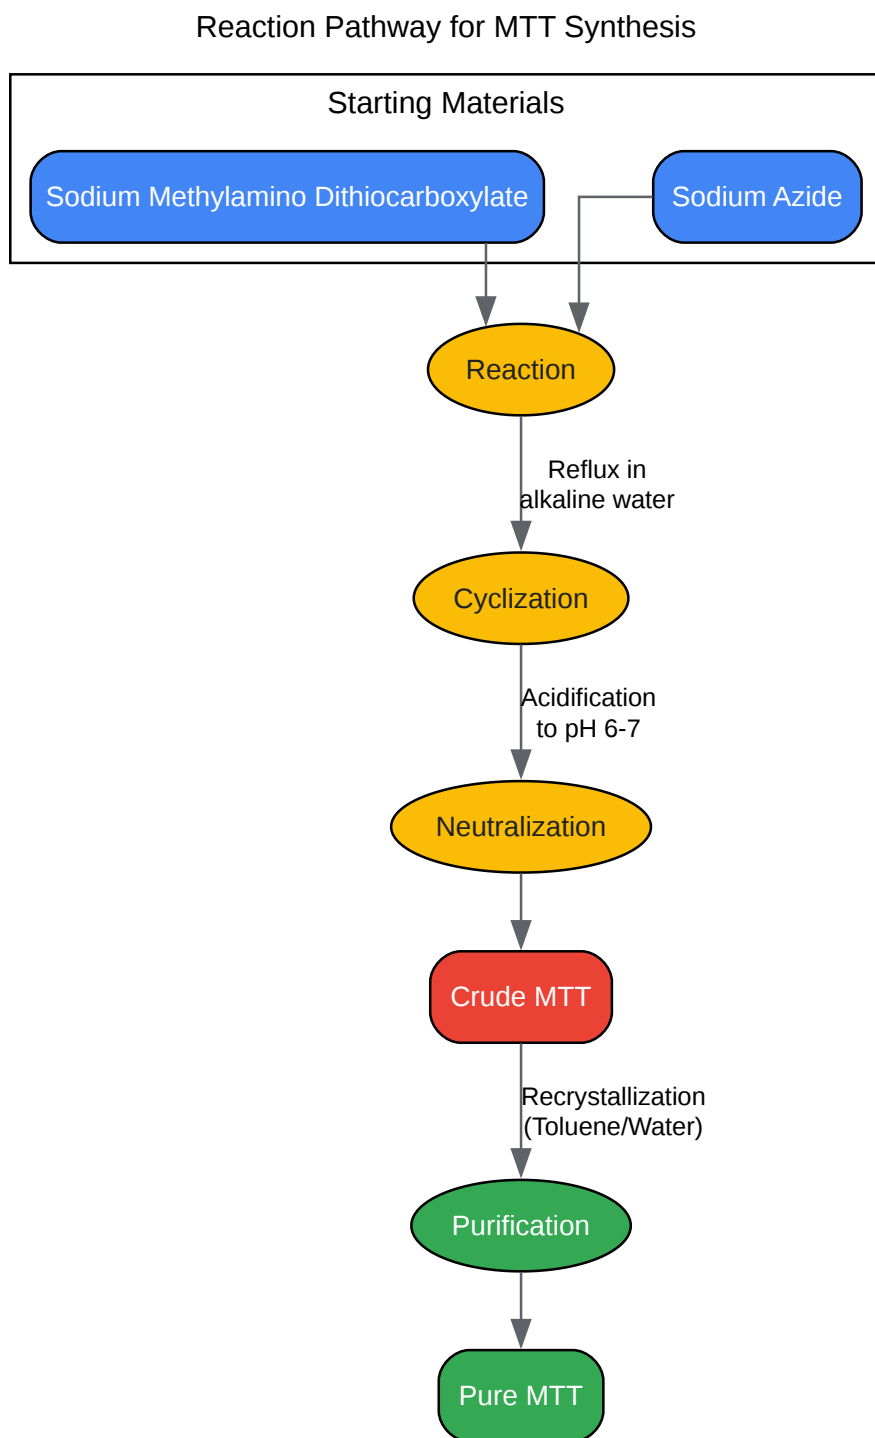 Reaction Pathway for MTT Synthesis
Starting Materials
Sodium Methylamino Dithiocarboxylate
Sodium Azide
Reaction
Reflux in
alkaline water
Cyclization
Acidification
to pH 6-7
Neutralization
Crude MTT
Recrystallization
(Toluene/Water)
Purification
Pure MTT